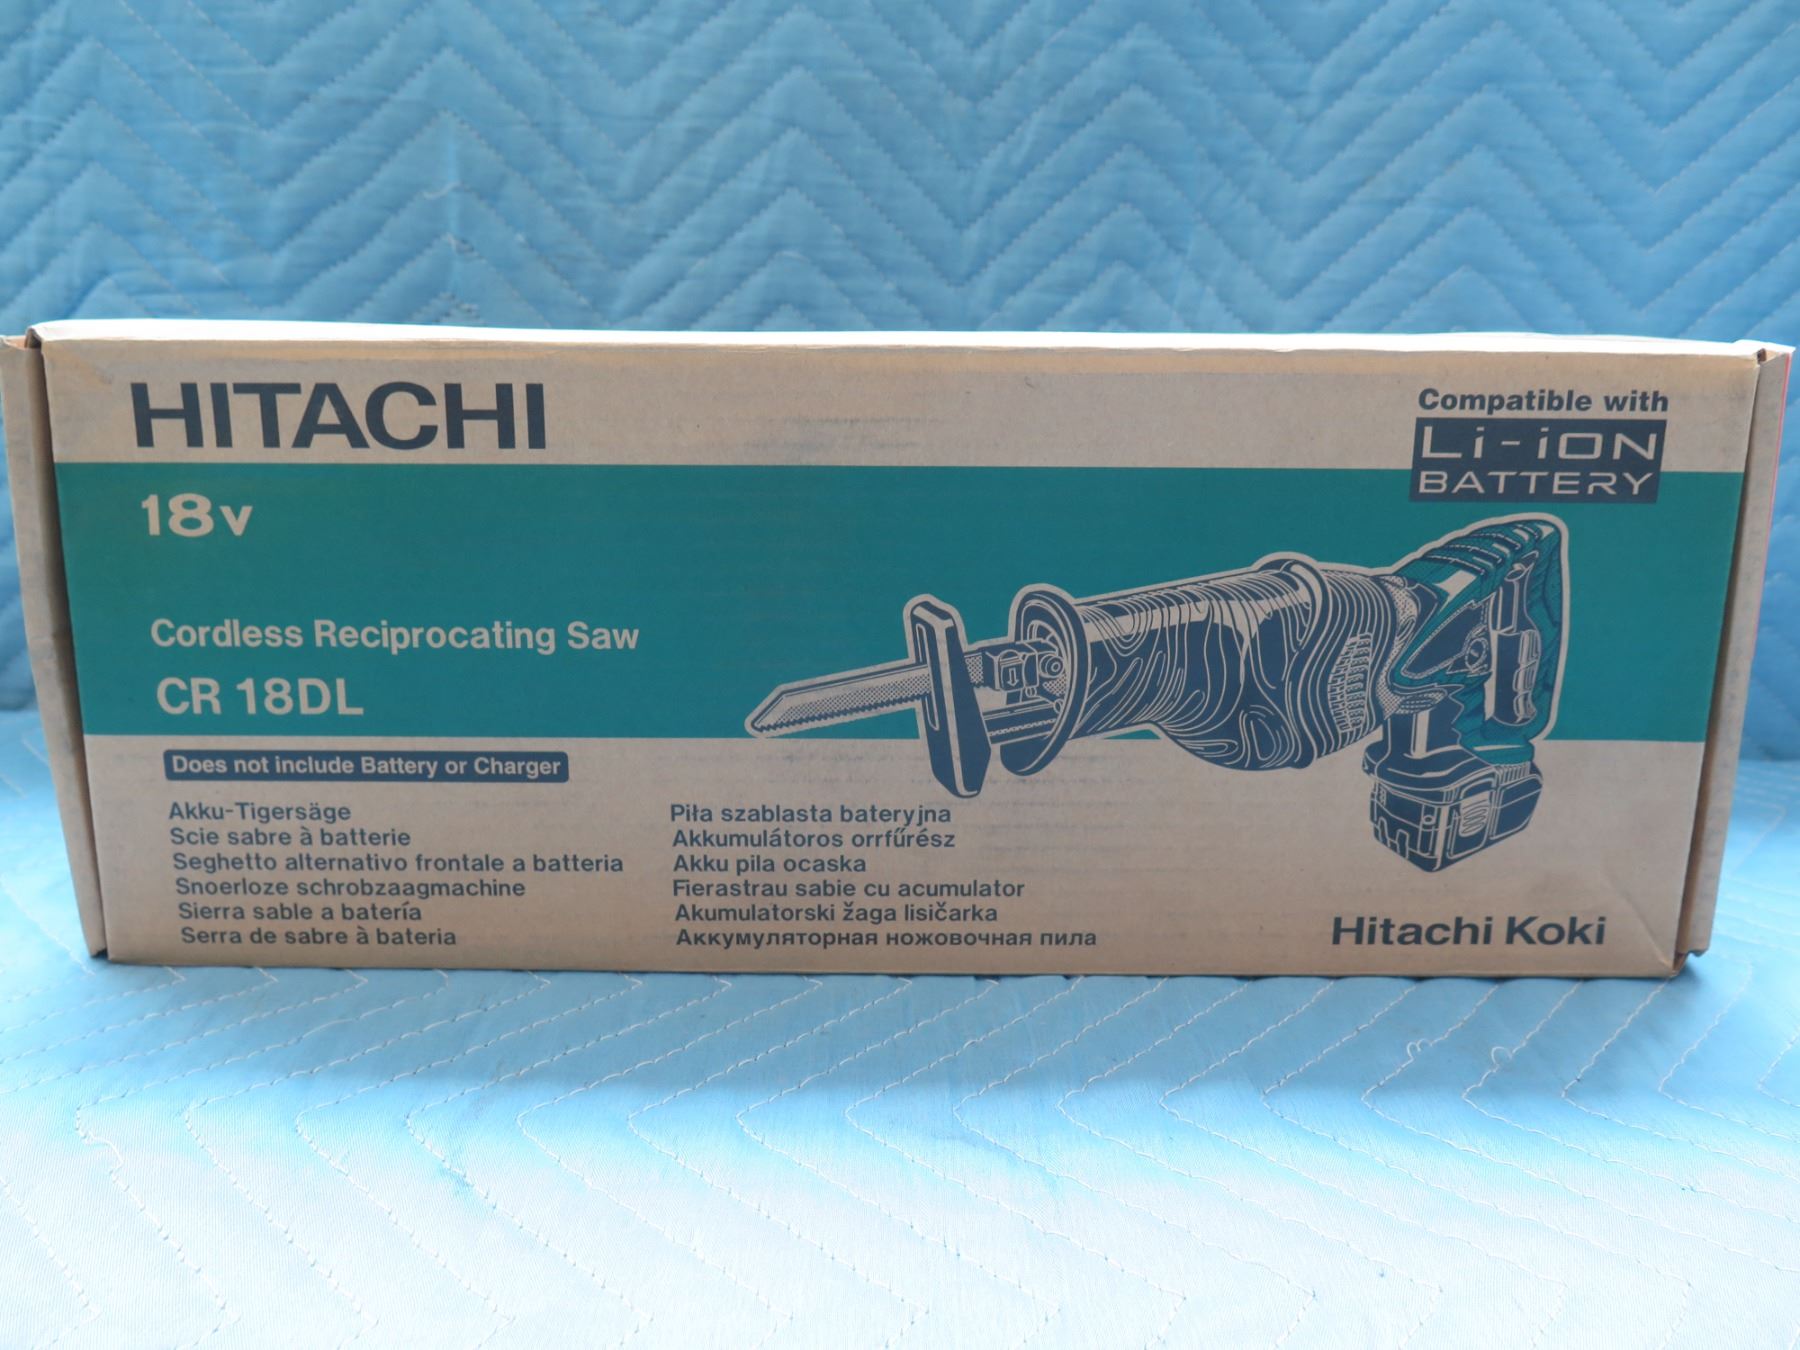 HITACHI
Compatible with
Li-iON
BATTERY
18v
Cordless Reciprocating Saw
CR 18DL
Does not include Battery or Charger
Akku-Tigersäge
Scie sabre à batterie
Seghetto alternativo frontale a batteria
Snoerloze schrobzaagmachine
Sierra sable a batería
Serra de sabre à bateria
Piła szablasta bateryjna
Akkumulátoros orrfűrész
Akku pila ocaska
Fierastrau sabie cu acumulator
Akumulatorski žaga lisičarka
Аккумуляторная ножовочная пила
Hitachi Koki